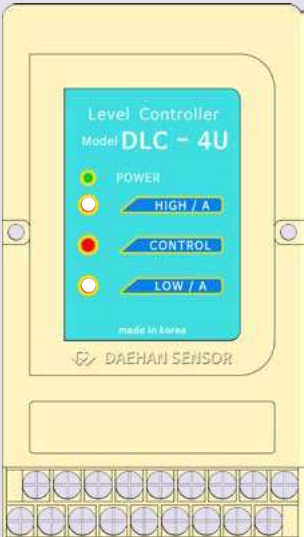 Level Controller
Model DLC - 4U
POWER
HIGH / A
CONTROL
LOW / A
made in korea
DAEHAN SENSOR